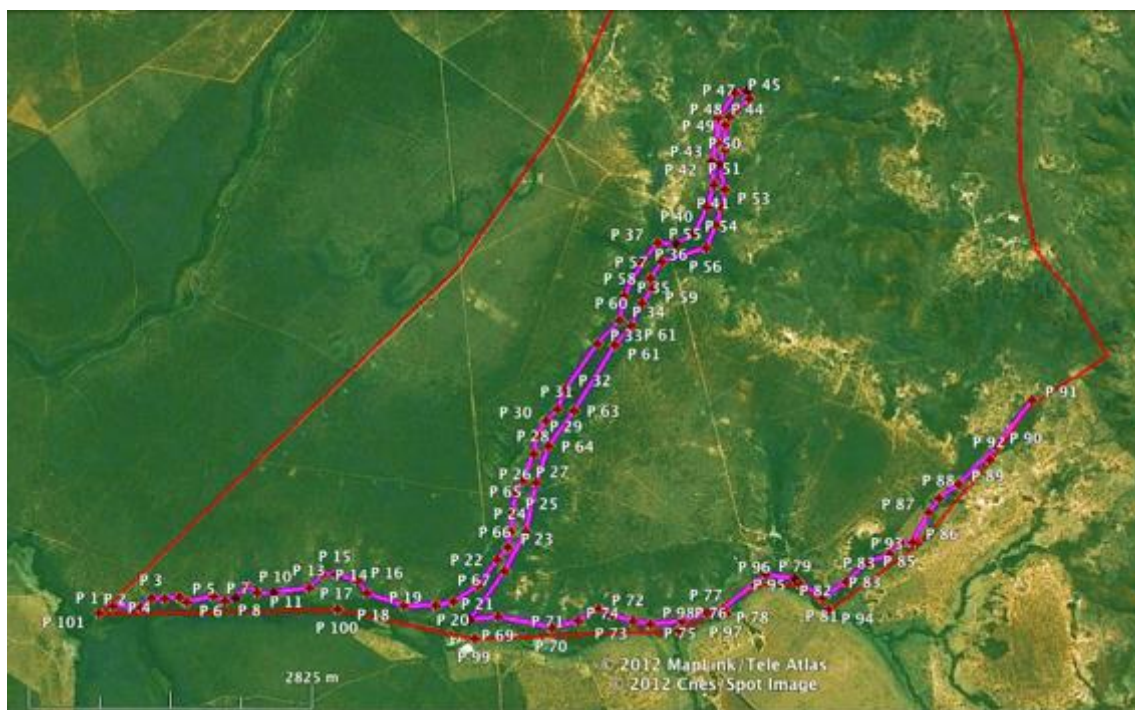 P 47
P 45
P 48
P 44
P 49
P 50
P 43
P 42
P 51
P 53
P 41
P 40
P 54
P 37
P 55
P 36
P 56
P 57
P 58
P 35
P 59
P 60
P 34
P 33
P 61
P 61
P 32
P 31
P 30
P 63
P 29
P 28
P 64
P 91
P 90
P 92
P 89
P 88
P 27
P 26
P 65
P 25
P 24
P 87
P 66
P 23
P 86
P 93
P 85
P 22
P 15
P 13
P 14
P 16
P 10
P 3
P 5
P 7
P 67
P 96
P 79
P 83
P 83
P 95
P 82
P 1
P 2
P 4
P 6
P 8
P 11
P 17
P 19
P 21
P 77
P 72
P 101
P 100
P 18
P 20
P 71
P 74
P 98
P 76
P 78
P 81
P 94
P 99
P 69
P 70
P 73
P 75
P 97
© 2012 MapLink/Tele Atlas
© 2012 Cnes/Spot Image
2825 m